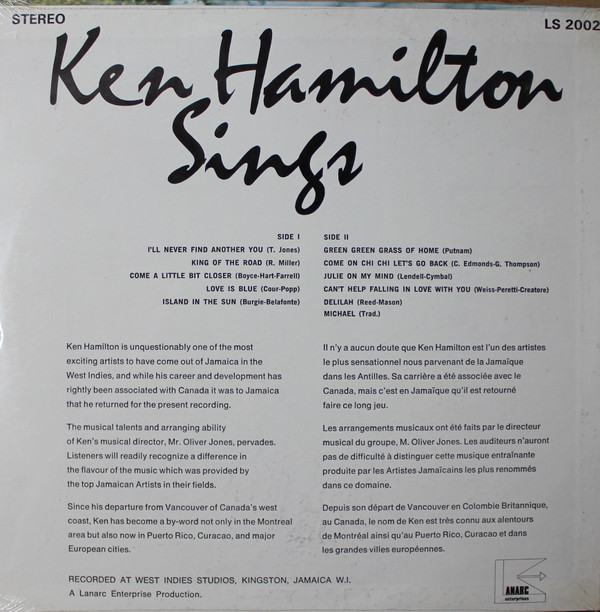 STEREO
LS 2002
Ken Hamilton
Sings
SIDE I
I'LL NEVER FIND ANOTHER YOU (T. Jones)
KING OF THE ROAD (R. Miller)
COME A LITTLE BIT CLOSER (Boyce-Hart-Farrell)
LOVE IS BLUE (Cour-Popp)
ISLAND IN THE SUN (Burgie-Belafonte)
SIDE II
GREEN GREEN GRASS OF HOME (Putnam)
COME ON CHI CHI LET'S GO BACK (C. Edmonds-G. Thompson)
JULIE ON MY MIND (Lendell-Cymbal)
CAN'T HELP FALLING IN LOVE WITH YOU (Weiss-Peretti-Creatore)
DELILAH (Reed-Mason)
MICHAEL (Trad.)
Ken Hamilton is unquestionably one of the most
exciting artists to have come out of Jamaica in the
West Indies, and while his career and development has
rightly been associated with Canada it was to Jamaica
that he returned for the present recording.
The musical talents and arranging ability
of Ken's musical director, Mr. Oliver Jones, pervades.
Listeners will readily recognize a difference in
the flavour of the music which was provided by
the top Jamaican Artists in their fields.
Since his departure from Vancouver of Canada's west
coast, Ken has become a by-word not only in the Montreal
area but also now in Puerto Rico, Curacao, and major
European cities.
Il n'y a aucun doute que Ken Hamilton est l'un des artistes
le plus sensationnel nous parvenant de la Jamaïque
dans les Antilles. Sa carrière a été associée avec le
Canada, mais c'est en Jamaïque qu'il est retourné
faire ce long jeu.
Les arrangements musicaux ont été faits par le directeur
musical du groupe, M. Oliver Jones. Les auditeurs n'auront
pas de difficulté à distinguer cette musique entraînante
produite par les Artistes Jamaïcains les plus renommés
dans ce domaine.
Depuis son départ de Vancouver en Colombie Britannique,
au Canada, le nom de Ken est très connu aux alentours
de Montréal ainsi qu'au Puerto Rico, Curacao et dans
les grandes villes européennes.
RECORDED AT WEST INDIES STUDIOS, KINGSTON, JAMAICA W.I.
A Lanarc Enterprise Production.
LANARC
enterprises